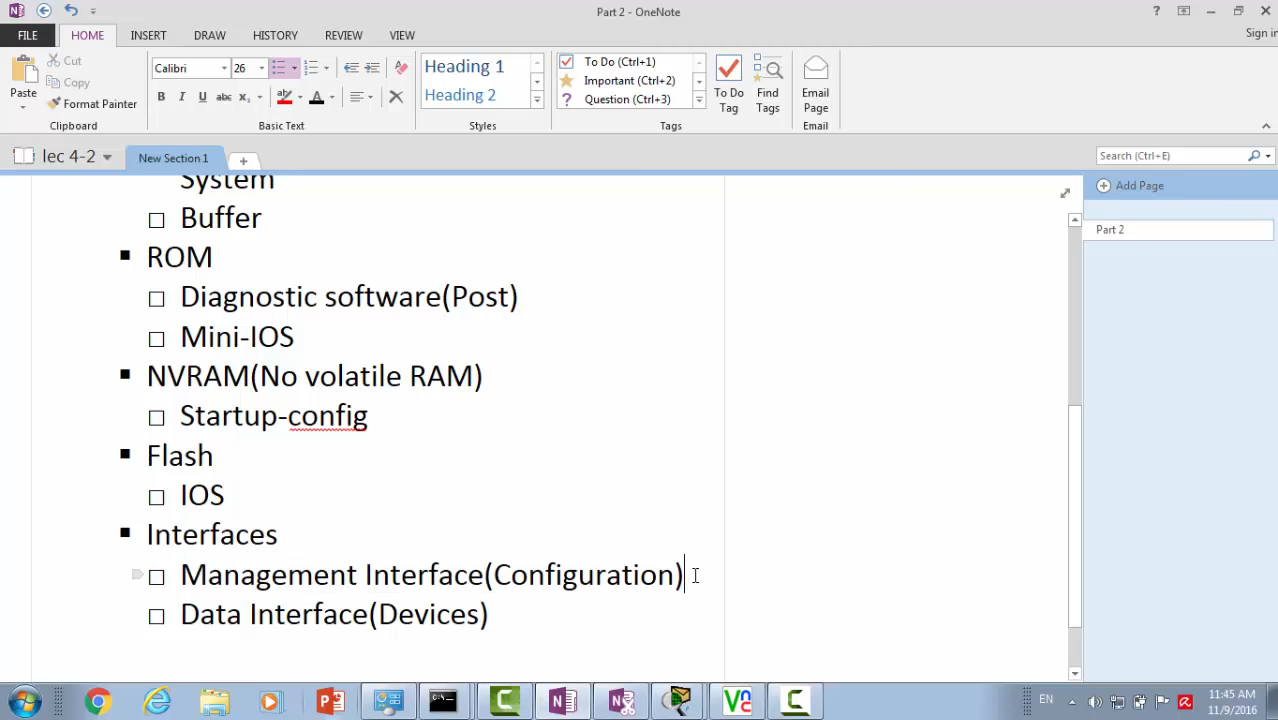 Part 2 - OneNote
FILE HOME INSERT DRAW HISTORY REVIEW VIEW
Sign in
Paste
Cut
Copy
Format Painter
Clipboard
Calibri 26
B I U abc X₂ ab A
Basic Text
Heading 1
Heading 2
Styles
To Do (Ctrl+1)
Important (Ctrl+2)
Question (Ctrl+3)
To Do Tag
Find Tags
Tags
Email Page
Email
lec 4-2
New Section 1
Search (Ctrl+E)
Add Page
Part 2
System
Buffer
ROM
Diagnostic software(Post)
Mini-IOS
NVRAM(No volatile RAM)
Startup-config
Flash
IOS
Interfaces
Management Interface(Configuration)
Data Interface(Devices)
EN
11:45 AM
11/9/2016